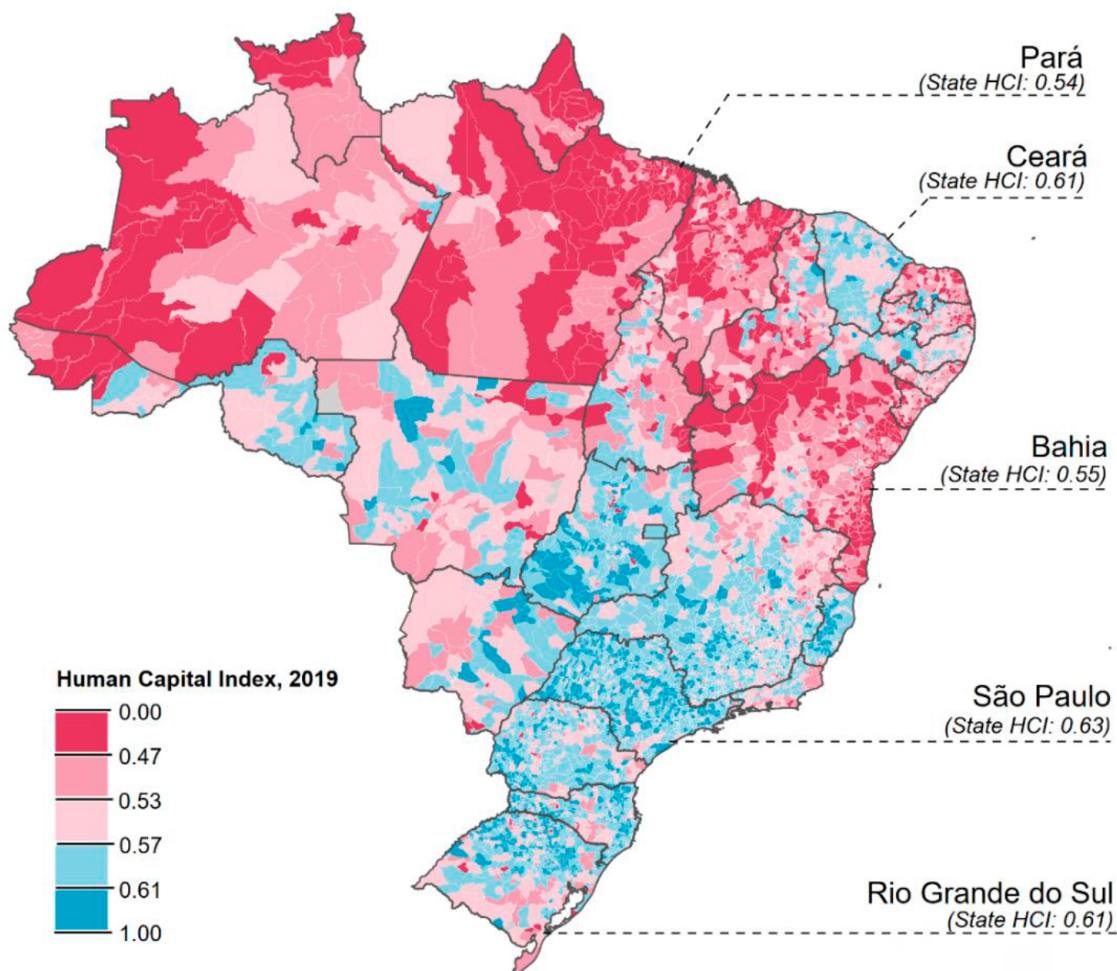 Pará
(State HCI: 0.54)
Ceará
(State HCI: 0.61)
Bahia
(State HCI: 0.55)
Human Capital Index, 2019
0.00
0.47
0.53
0.57
0.61
1.00
São Paulo
(State HCI: 0.63)
Rio Grande do Sul
(State HCI: 0.61)